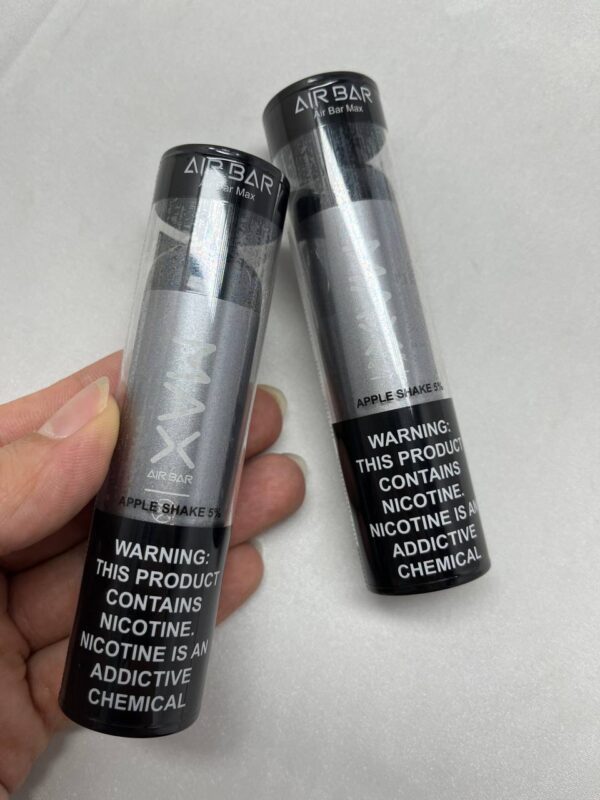 AIR BAR
Bar Max
MAX
AIR BAR
APPLE SHAKE 5%
WARNING:
THIS PRODUCT
CONTAINS
NICOTINE.
NICOTINE IS AN
ADDICTIVE
CHEMICAL
AIR BAR
Air Bar Max
MAX
APPLE SHAKE 5%
WARNING:
THIS PRODUCT
CONTAINS
NICOTINE.
NICOTINE IS AN
ADDICTIVE
CHEMICAL